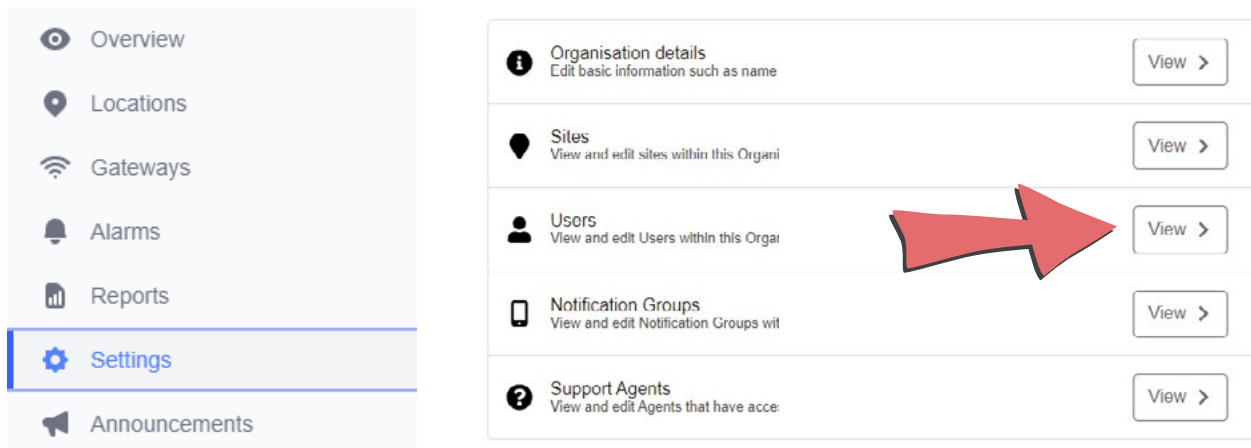 Overview
Locations
Gateways
Alarms
Reports
Settings
Announcements
Organisation details
Edit basic information such as name
View
Sites
View and edit sites within this Organi
View
Users
View and edit Users within this Orgar
View
Notification Groups
View and edit Notification Groups wit
View
Support Agents
View and edit Agents that have acce
View